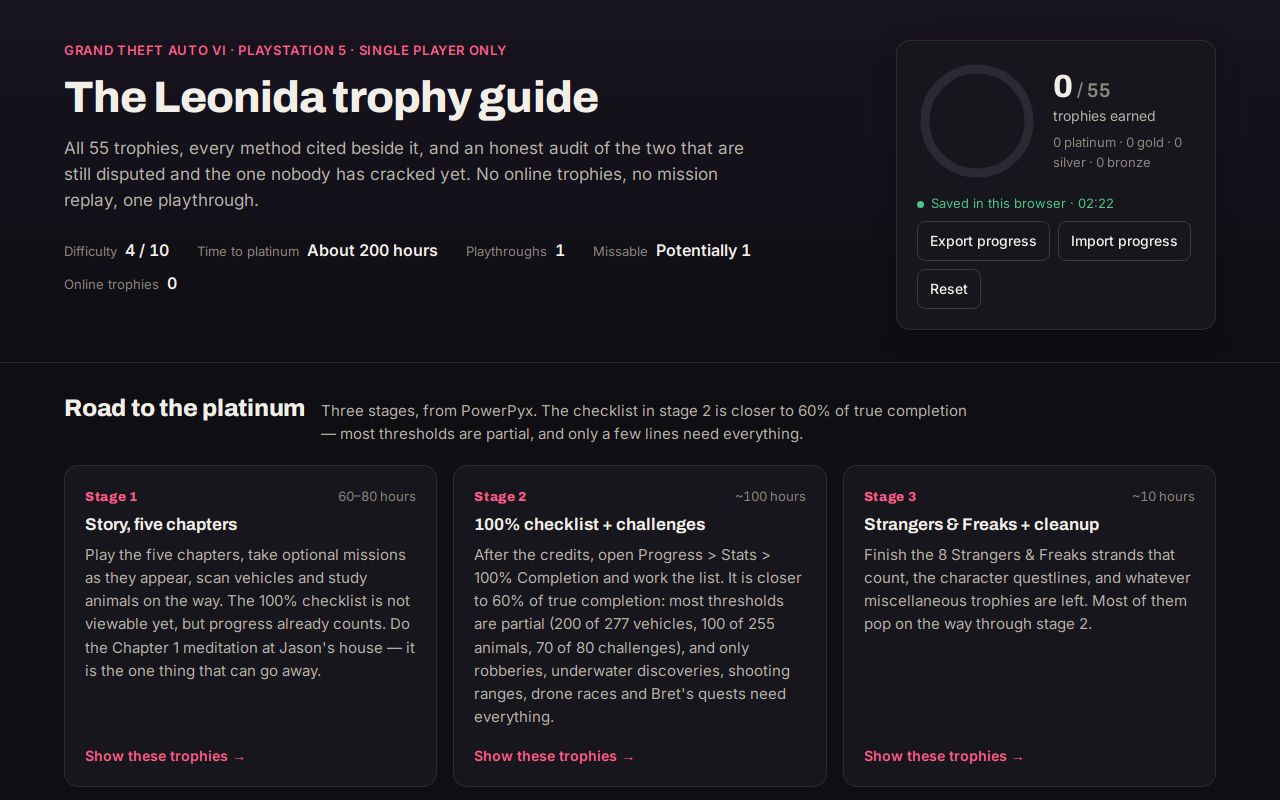 GRAND THEFT AUTO VI · PLAYSTATION 5 · SINGLE PLAYER ONLY
The Leonida trophy guide
All 55 trophies, every method cited beside it, and an honest audit of the two that are
still disputed and the one nobody has cracked yet. No online trophies, no mission
replay, one playthrough.
Difficulty 4 / 10 Time to platinum About 200 hours Playthroughs 1 Missable Potentially 1
Online trophies 0
0 / 55
trophies earned
0 platinum · 0 gold · 0
silver · 0 bronze
Saved in this browser · 02:22
Export progress Import progress
Reset
Road to the platinum
Three stages, from PowerPyx. The checklist in stage 2 is closer to 60% of true completion
— most thresholds are partial, and only a few lines need everything.
Stage 1 60–80 hours
Story, five chapters
Play the five chapters, take optional missions
as they appear, scan vehicles and study
animals on the way. The 100% checklist is not
viewable yet, but progress already counts. Do
the Chapter 1 meditation at Jason's house — it
is the one thing that can go away.
Show these trophies →
Stage 2 ~100 hours
100% checklist + challenges
After the credits, open Progress > Stats >
100% Completion and work the list. It is closer
to 60% of true completion: most thresholds
are partial (200 of 277 vehicles, 100 of 255
animals, 70 of 80 challenges), and only
robberies, underwater discoveries, shooting
ranges, drone races and Bret's quests need
everything.
Show these trophies →
Stage 3 ~10 hours
Strangers & Freaks + cleanup
Finish the 8 Strangers & Freaks strands that
count, the character questlines, and whatever
miscellaneous trophies are left. Most of them
pop on the way through stage 2.
Show these trophies →